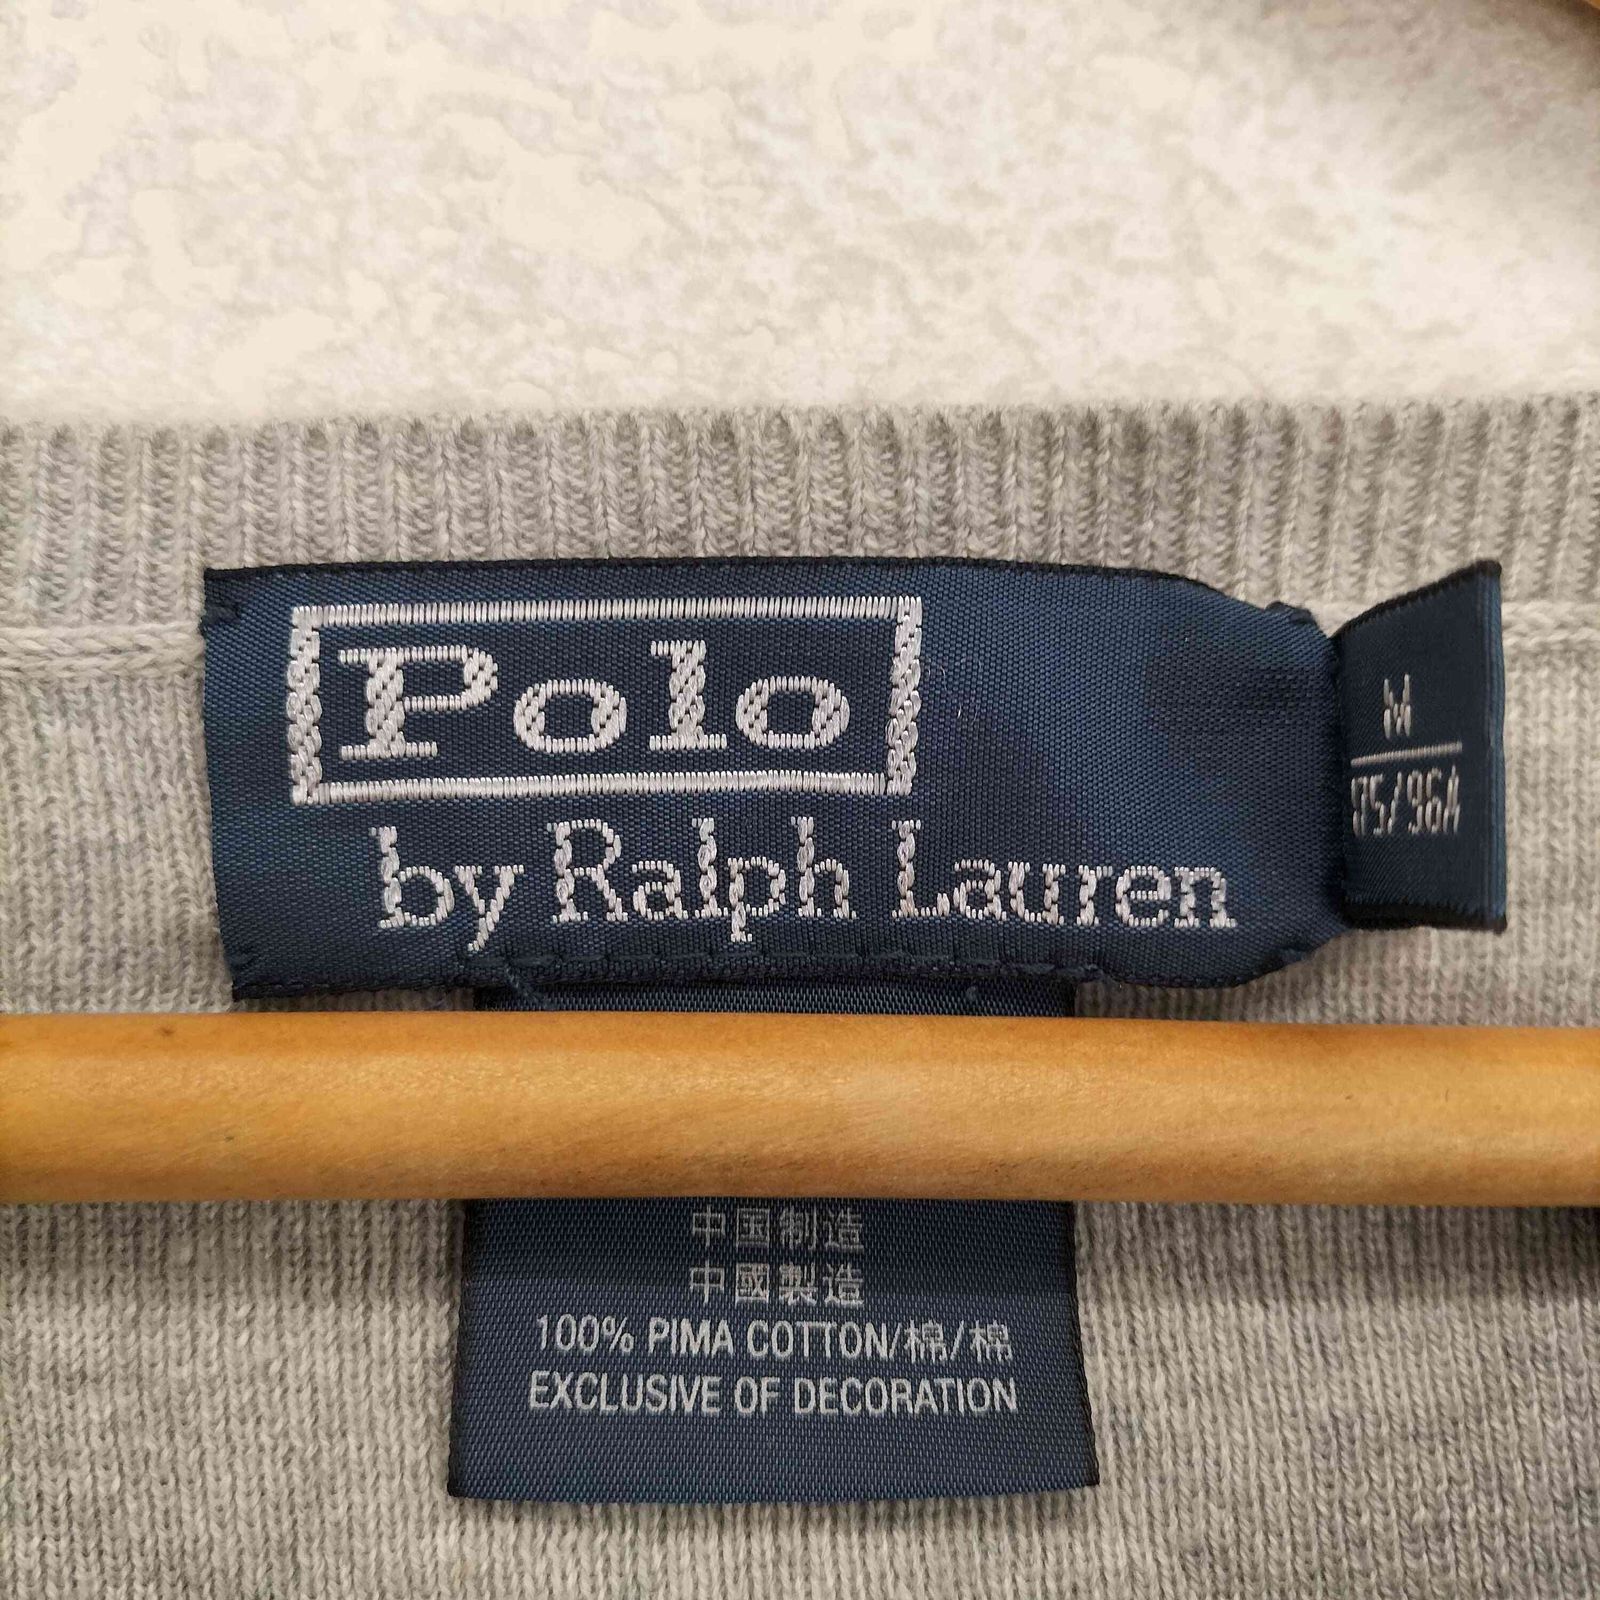 Polo
by Ralph Lauren
M
175/96A
中国制造
中國製造
100% PIMA COTTON/棉/棉
EXCLUSIVE OF DECORATION